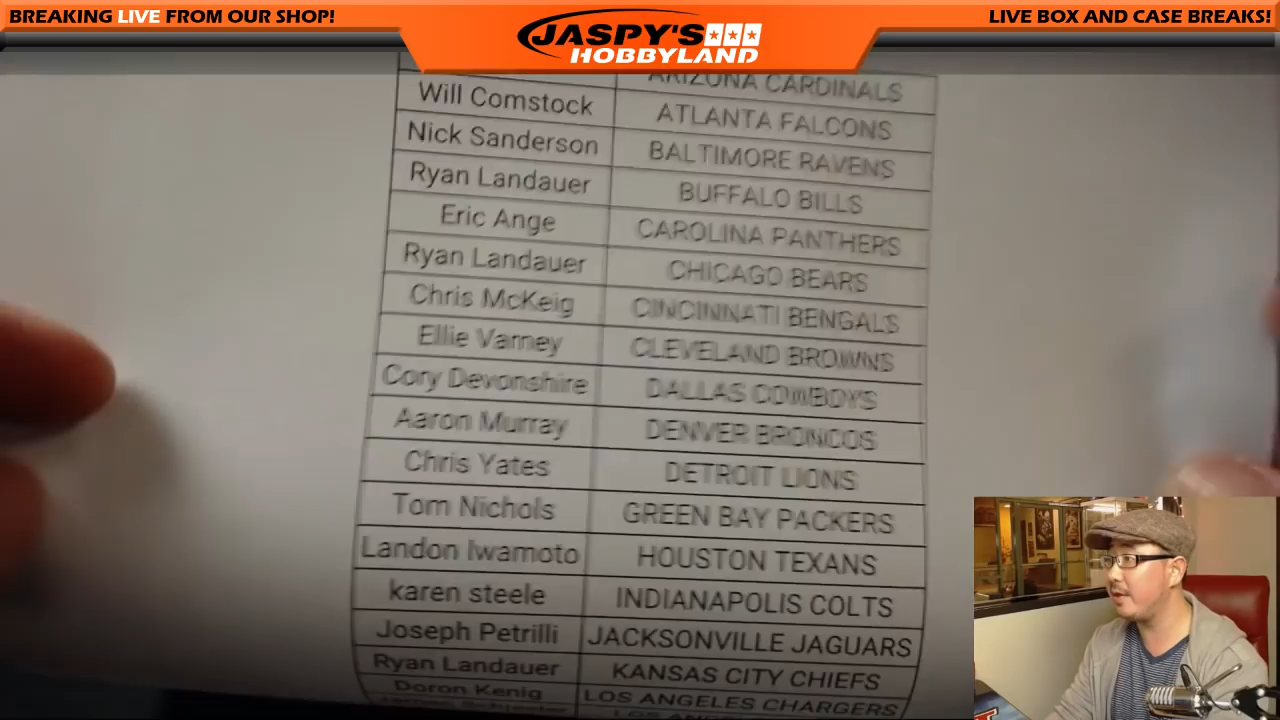 BREAKING LIVE FROM OUR SHOP!
JASPY'S
HOBBYLAND
LIVE BOX AND CASE BREAKS!
ARIZONA CARDINALS
Will Comstock ATLANTA FALCONS
Nick Sanderson BALTIMORE RAVENS
Ryan Landauer BUFFALO BILLS
Eric Ange CAROLINA PANTHERS
Ryan Landauer CHICAGO BEARS
Chris McKeig CINCINNATI BENGALS
Ellie Varney CLEVELAND BROWNS
Cory Devonshire DALLAS COWBOYS
Aaron Murray DENVER BRONCOS
Chris Yates DETROIT LIONS
Tom Nichols GREEN BAY PACKERS
Landon Iwamoto HOUSTON TEXANS
karen steele INDIANAPOLIS COLTS
Joseph Petrilli JACKSONVILLE JAGUARS
Ryan Landauer KANSAS CITY CHIEFS
Doron Kenig LOS ANGELES CHARGERS